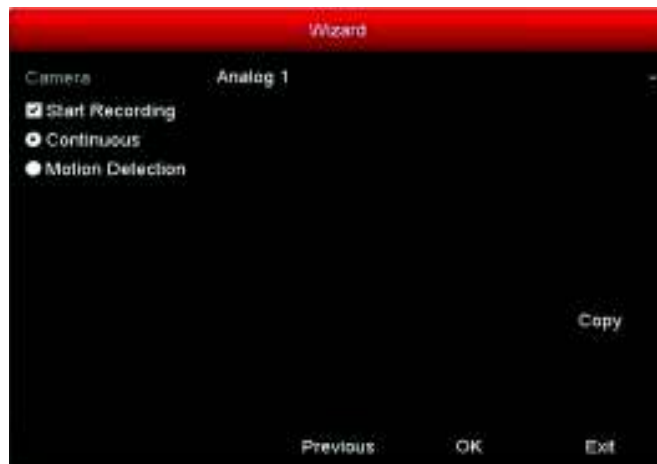 Wizard
Camera Analog 1
Start Recording
Continuous
Motion Detection
Copy
Previous OK Exit